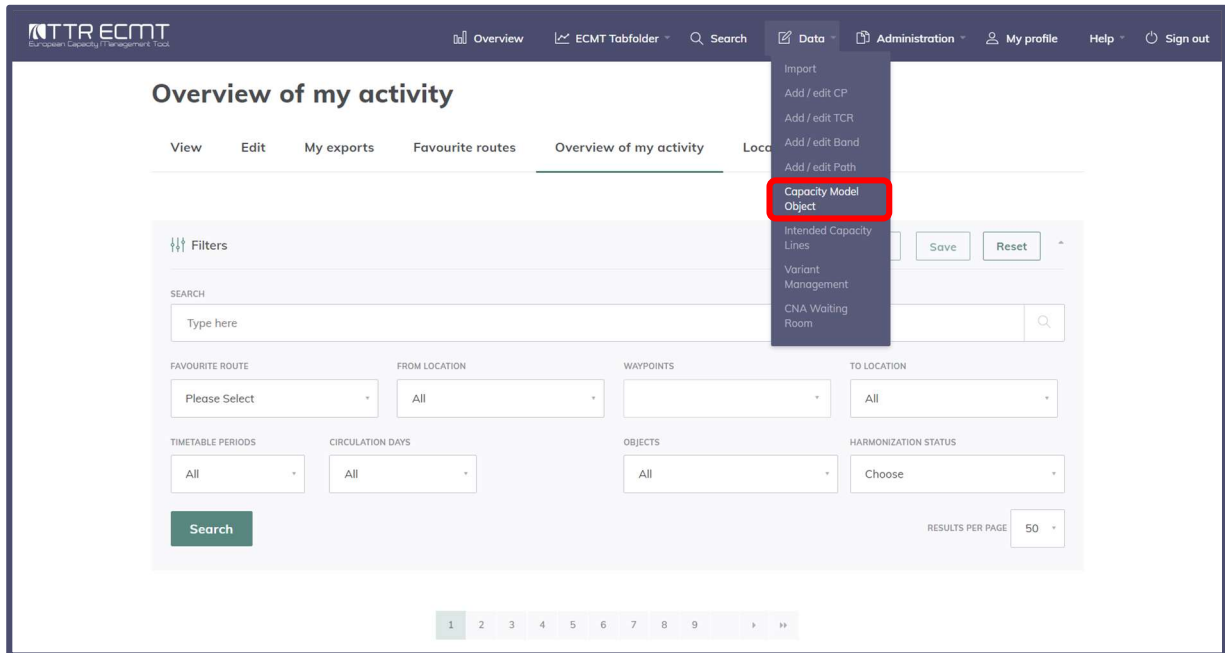 TTR ECMT
European Capacity Management Tool
Overview
ECMT Tabfolder
Search
Data
Administration
My profile
Help
Sign out
Import
Add / edit CP
Add / edit TCR
Add / edit Band
Add / edit Path
Capacity Model
Object
Intended Capacity
Lines
Variant
Management
CNA Waiting
Room
Overview of my activity
View
Edit
My exports
Favourite routes
Overview of my activity
Loca
Filters
Save
Reset
SEARCH
Type here
FAVOURITE ROUTE
FROM LOCATION
WAYPOINTS
TO LOCATION
Please Select
All
All
TIMETABLE PERIODS
CIRCULATION DAYS
OBJECTS
HARMONIZATION STATUS
All
All
All
Choose
Search
RESULTS PER PAGE
50
1 2 3 4 5 6 7 8 9